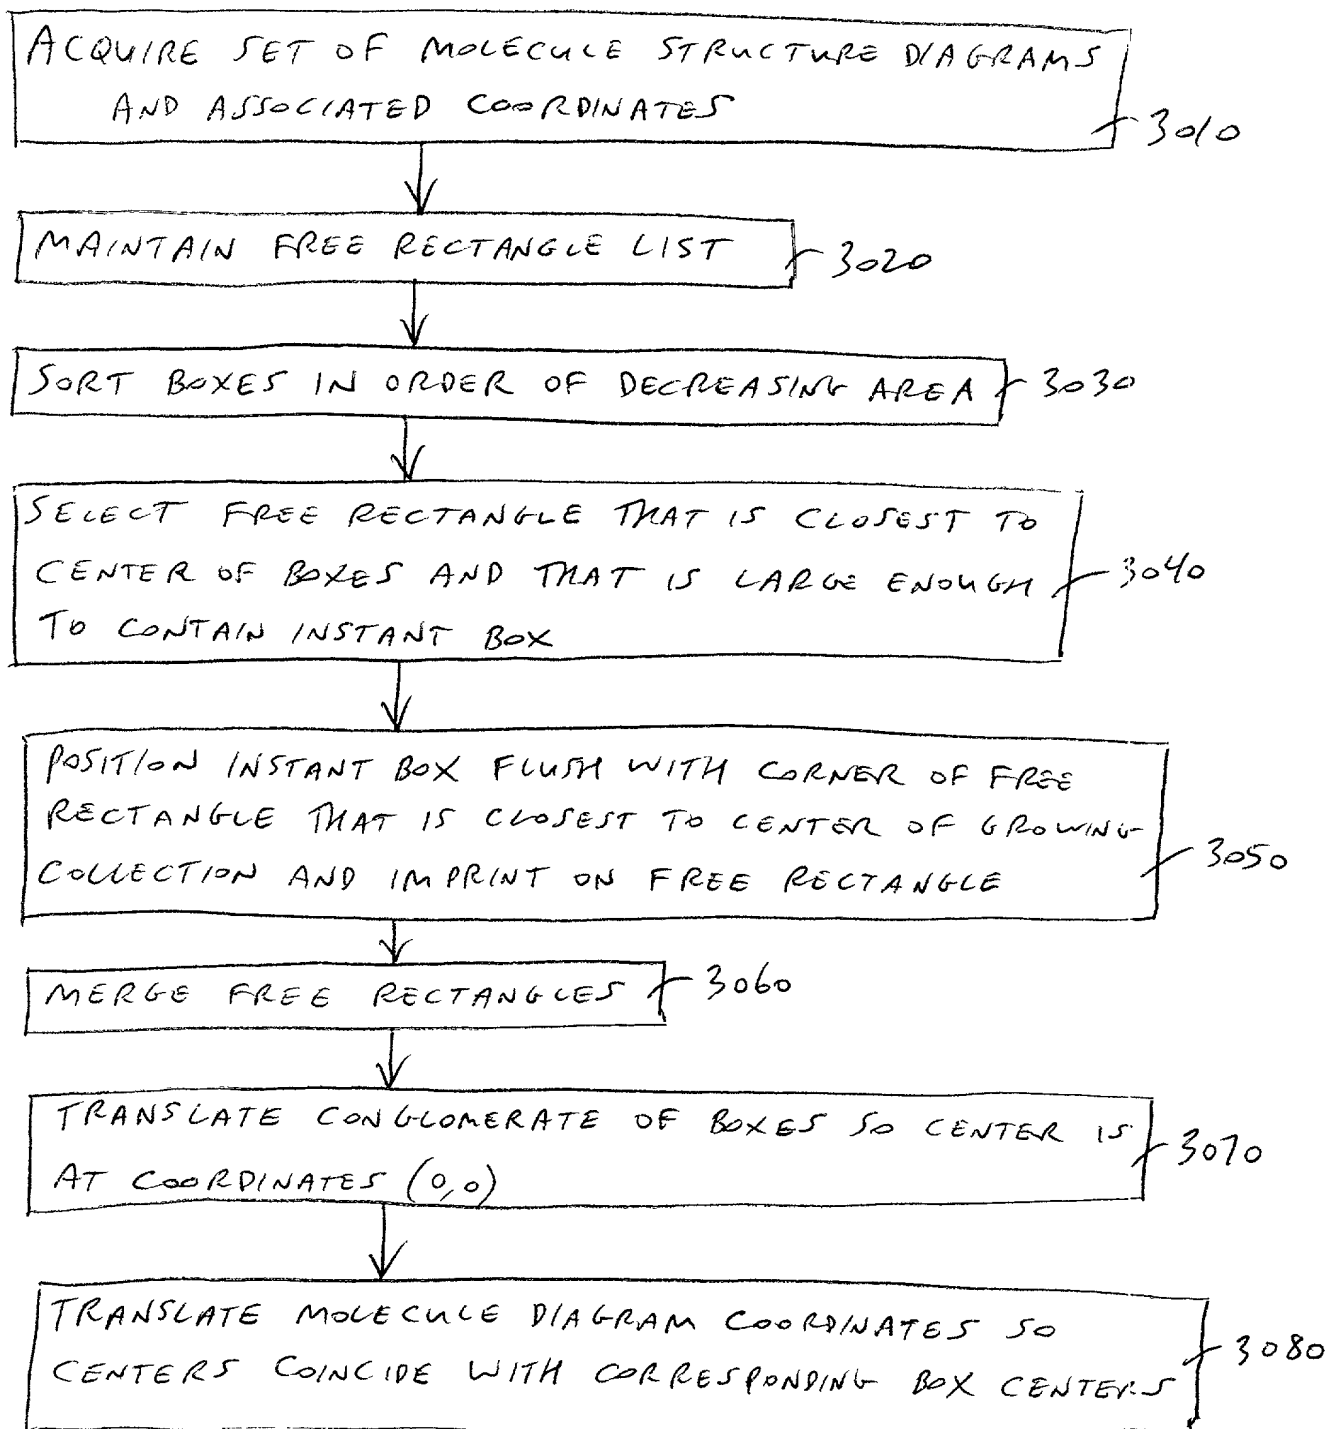 ACQUIRE SET OF MOLECULE STRUCTURE DIAGRAMS
AND ASSOCIATED COORDINATES
3010
MAINTAIN FREE RECTANGLE LIST
3020
SORT BOXES IN ORDER OF DECREASING AREA
3030
SELECT FREE RECTANGLE THAT IS CLOSEST TO
CENTER OF BOXES AND THAT IS LARGE ENOUGH
TO CONTAIN INSTANT BOX
3040
POSITION INSTANT BOX FLUSH WITH CORNER OF FREE
RECTANGLE THAT IS CLOSEST TO CENTER OF GROWING
COLLECTION AND IMPRINT ON FREE RECTANGLE
3050
MERGE FREE RECTANGLES
3060
TRANSLATE CONGLOMERATE OF BOXES SO CENTER IS
AT COORDINATES (0,0)
3070
TRANSLATE MOLECULE DIAGRAM COORDINATES SO
CENTERS COINCIDE WITH CORRESPONDING BOX CENTERS
3080